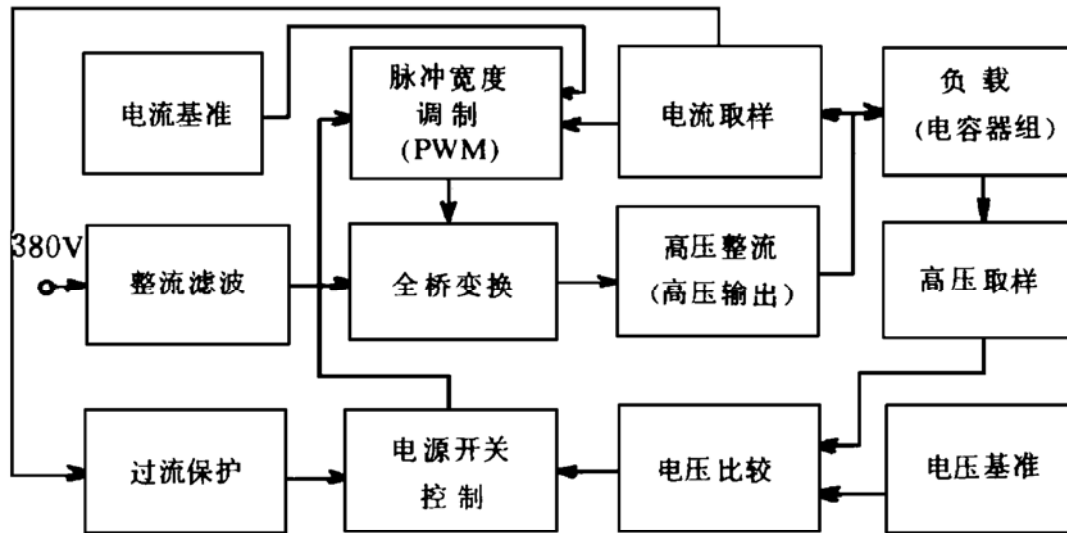 电流基准
脉冲宽度
调制
(PWM)
电流取样
负载
(电容器组)
380V
整流滤波
全桥变换
高压整流
(高压输出)
高压取样
过流保护
电源开关
控制
电压比较
电压基准